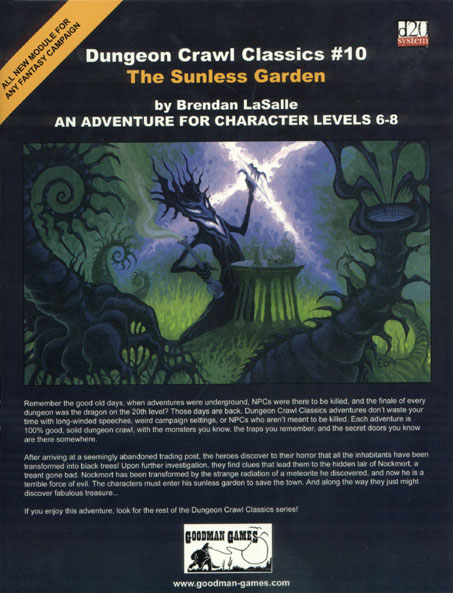 ALL NEW MODULE FOR
ANY FANTASY CAMPAIGN
d20
system
Dungeon Crawl Classics #10
The Sunless Garden
by Brendan LaSalle
AN ADVENTURE FOR CHARACTER LEVELS 6-8
Remember the good old days, when adventures were underground, NPCs were there to be killed, and the finale of every
dungeon was the dragon on the 20th level? Those days are back. Dungeon Crawl Classics adventures don't waste your
time with long-winded speeches, weird campaign settings, or NPCs who aren't meant to be killed. Each adventure is
100% good, solid dungeon crawl, with the monsters you know, the traps you remember, and the secret doors you know
are there somewhere.
After arriving at a seemingly abandoned trading post, the heroes discover to their horror that all the inhabitants have been
transformed into black trees! Upon further investigation, they find clues that lead them to the hidden lair of Nockmort, a
treant gone bad. Nockmort has been transformed by the strange radiation of a meteorite he discovered, and now he is a
terrible force of evil. The characters must enter his sunless garden to save the town. And along the way they just might
discover fabulous treasure...
If you enjoy this adventure, look for the rest of the Dungeon Crawl Classics series!
GOODMAN GAMES
www.goodman-games.com